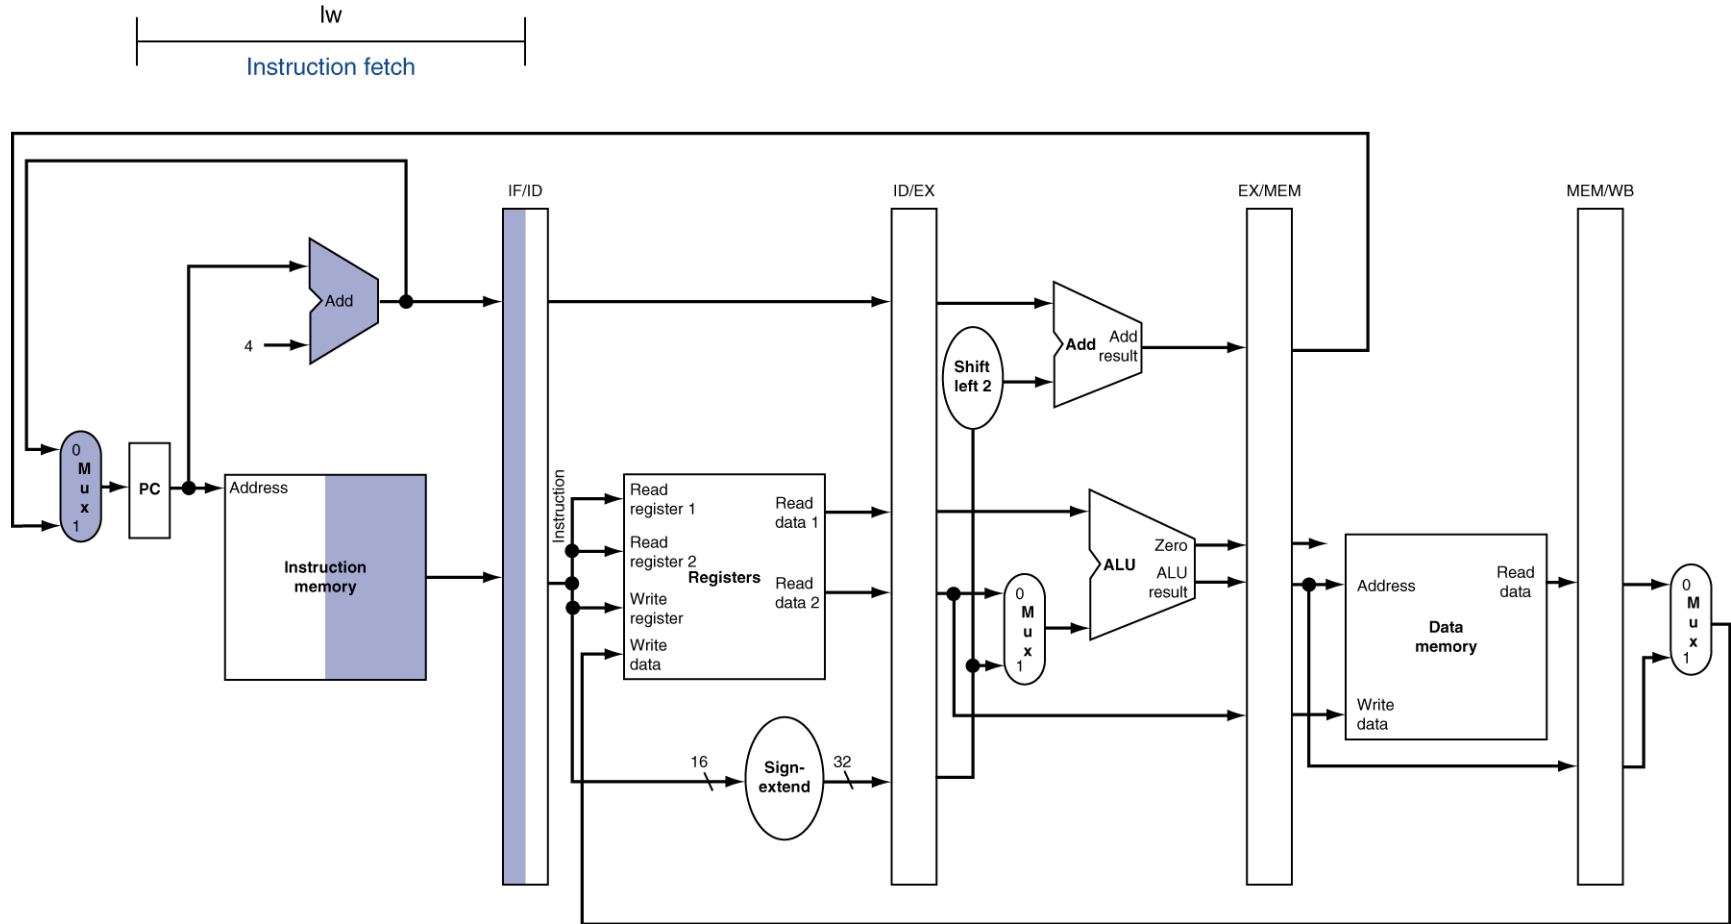 lw
Instruction fetch
IF/ID
ID/EX
EX/MEM
MEM/WB
Add
4
Shift
left 2
Add
Add
result
0
M
u
x
1
PC
Address
Instruction
memory
Instruction
Read
register 1
Read
register 2
Write
register
Write
data
Registers
Read
data 1
Read
data 2
16
Sign-
extend
32
0
M
u
x
1
ALU
Zero
ALU
result
Address
Read
data
Data
memory
Write
data
0
M
u
x
1